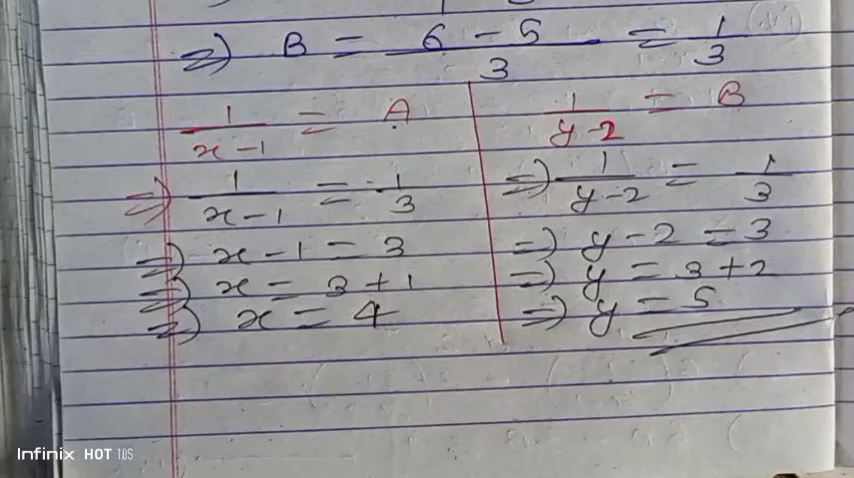 ⇒) B = 6 - 5 / 3 = 1/3
1/(x-1) = A
⇒) 1/(x-1) = 1/3
⇒) x-1 = 3
⇒) x = 3+1
⇒) x = 4
1/(y-2) = B
⇒) 1/(y-2) = 1/3
⇒) y-2 = 3
⇒) y = 3+2
⇒) y = 5
Infinix HOT 10S